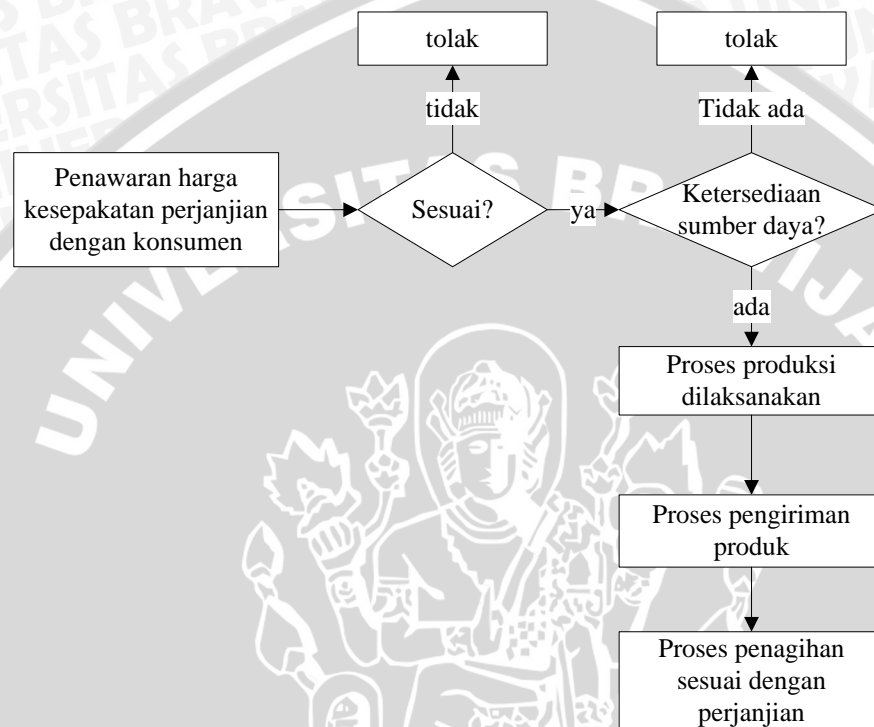 tolak
tolak
tidak
Tidak ada
Penawaran harga
kesepakatan perjanjian
dengan konsumen
Sesuai?
ya
Ketersediaan
sumber daya?
ada
Proses produksi
dilaksanakan
Proses pengiriman
produk
Proses penagihan
sesuai dengan
perjanjian